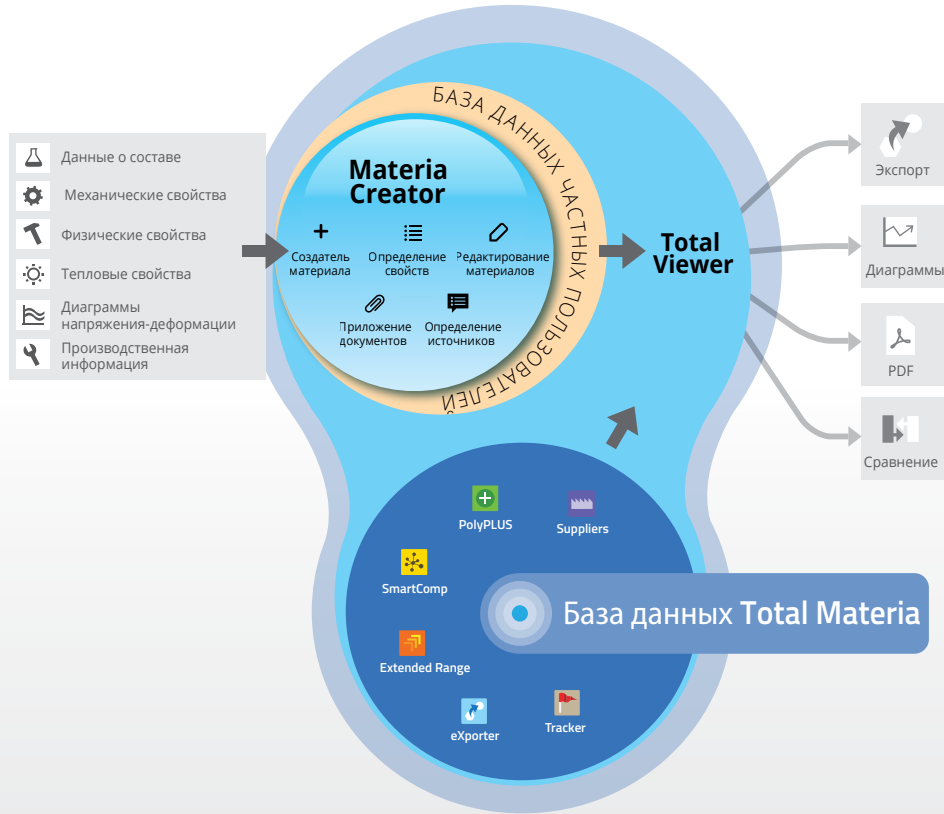 Данные о составе
Механические свойства
Физические свойства
Тепловые свойства
Диаграммы
напряжения-деформации
Производственная
информация
БАЗА ДАННЫХ ЧАСТНЫХ ПОЛЬЗОВАТЕЛЕЙ
Materia
Creator
Создатель
материала
Определение
свойств
Редактирование
материалов
Приложение
документов
Определение
источников
Total
Viewer
Экспорт
Диаграммы
PDF
Сравнение
PolyPLUS
Suppliers
SmartComp
База данных Total Materia
Extended Range
eXporter
Tracker